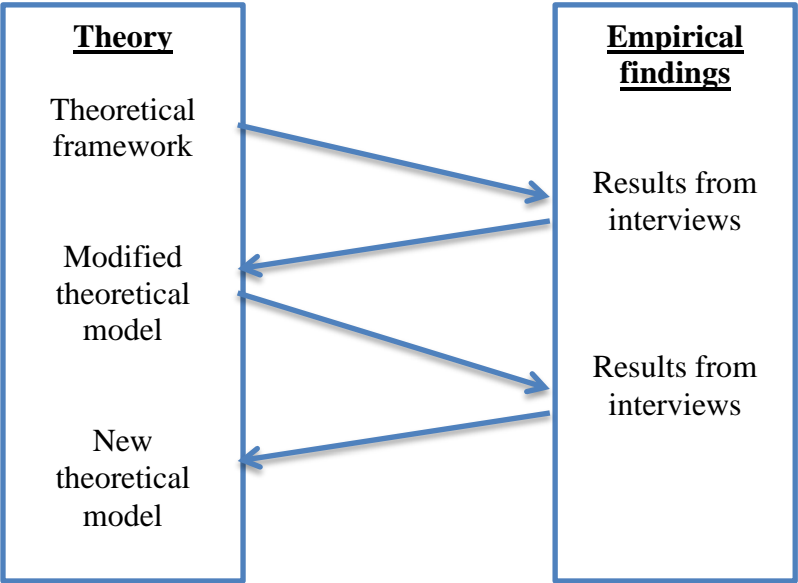 Theory
Theoretical
framework
Modified
theoretical
model
New
theoretical
model
Empirical
findings
Results from
interviews
Results from
interviews